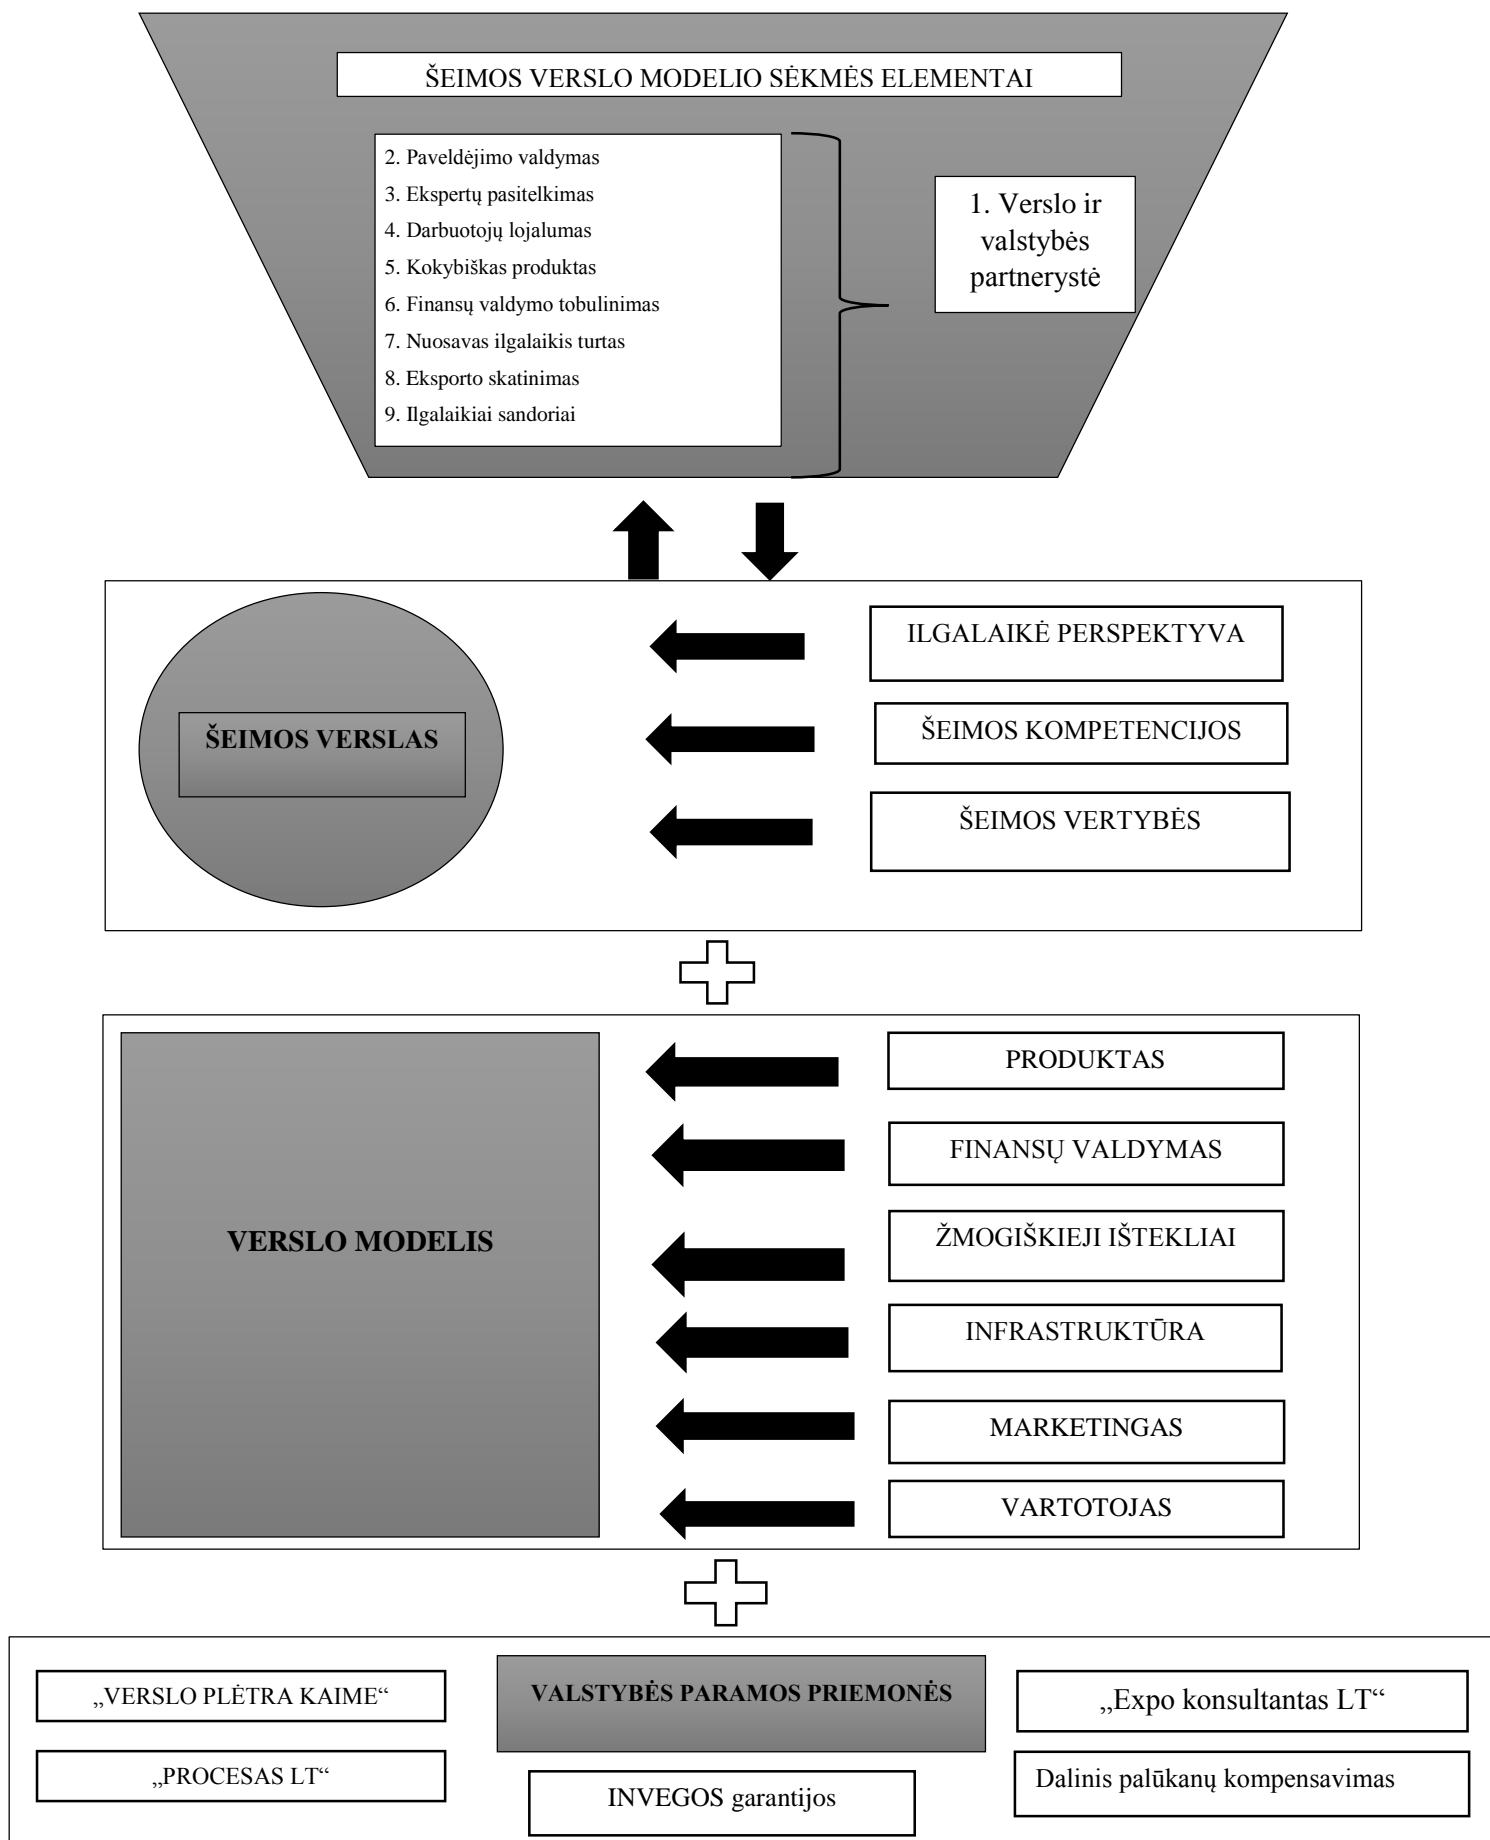 ŠEIMOS VERSLO MODELIO SĖKMĖS ELEMENTAI
2. Paveldėjimo valdymas
3. Ekspertų pasitelkimas
4. Darbuotojų lojalumas
5. Kokybiškas produktas
6. Finansų valdymo tobulinimas
7. Nuosavas ilgalaikis turtas
8. Eksporto skatinimas
9. Ilgalaikiai sandoriai
1. Verslo ir
valstybės
partnerystė
ŠEIMOS VERSLAS
ILGALAIKĖ PERSPEKTYVA
ŠEIMOS KOMPETENCIJOS
ŠEIMOS VERTYBĖS
VERSLO MODELIS
PRODUKTAS
FINANSŲ VALDYMAS
ŽMOGIŠKIEJI IŠTEKLIAI
INFRASTRUKTŪRA
MARKETINGAS
VARTOTOJAS
„VERSLO PLĖTRA KAIME“
„PROCESAS LT“
VALSTYBĖS PARAMOS PRIEMONĖS
INVEGOS garantijos
„Expo konsultantas LT“
Dalinis palūkanų kompensavimas